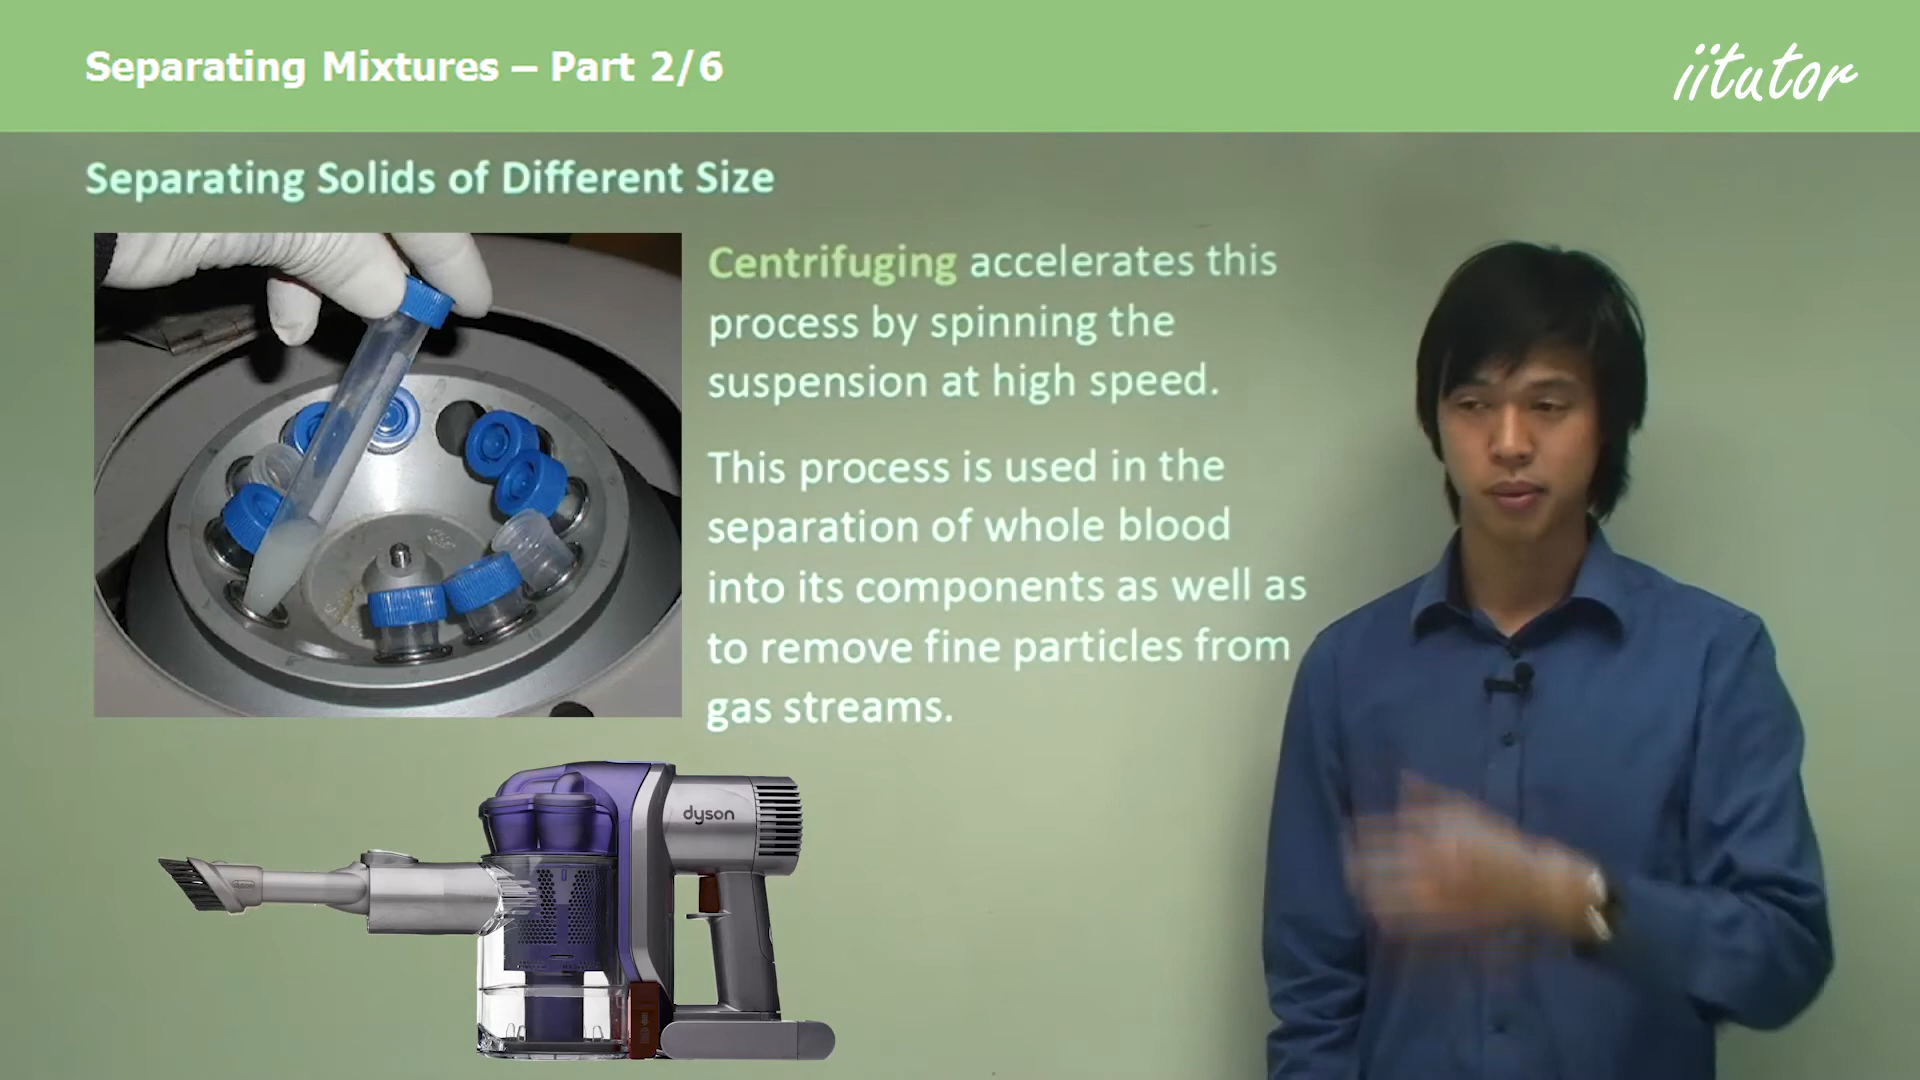 Separating Mixtures – Part 2/6
iitutor
Separating Solids of Different Size
Centrifuging accelerates this
process by spinning the
suspension at high speed.
This process is used in the
separation of whole blood
into its components as well as
to remove fine particles from
gas streams.
dyson